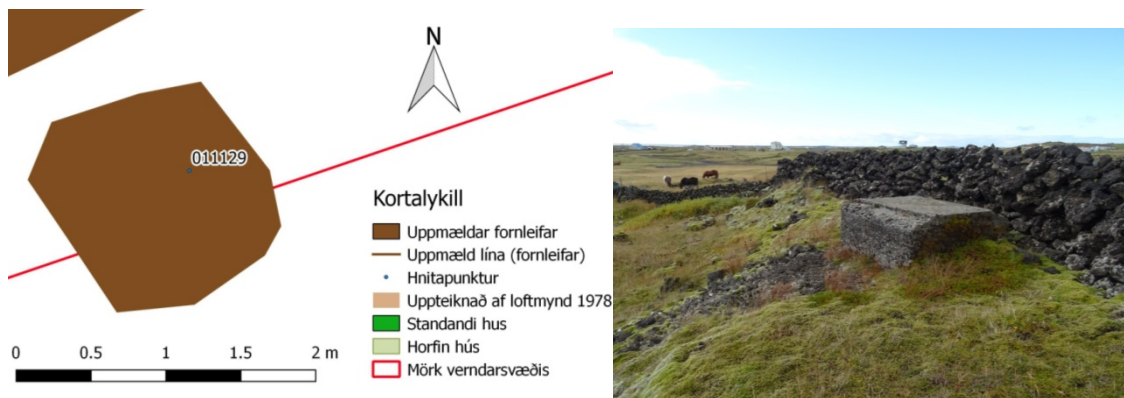 N
011129
Kortalykill
Uppmældar fornleifar
Uppmæld lína (fornleifar)
Hnitapunktur
Uppteiknað af loftmynd 1978
Standandi hus
Horfin hús
Mörk verndarsvæðis
0 0.5 1 1.5 2 m